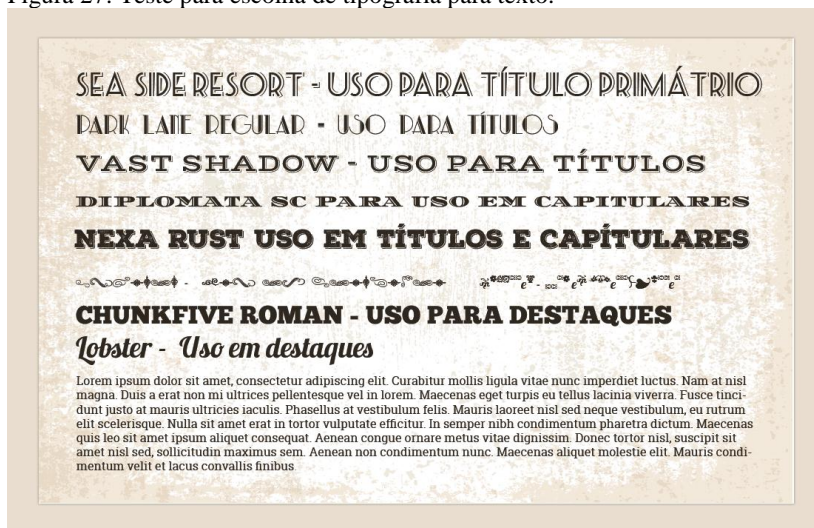 Figura 27: Teste para escolha de tipografia para texto.
SEA SIDE RESORT - USO PARA TÍTULO PRIMÁTRIO
PARK LANE REGULAR - USO PARA TÍTULOS
VAST SHADOW - USO PARA TÍTULOS
DIPLOMATA SC PARA USO EM CAPITULARES
NEXA RUST USO EM TÍTULOS E CAPÍTULARES
CHUNKFIVE ROMAN - USO PARA DESTAQUES
Lobster - Uso em destaques
Lorem ipsum dolor sit amet, consectetur adipiscing elit. Curabitur mollis ligula vitae nunc imperdiet luctus. Nam at nisl
magna. Duis a erat non mi ultrices pellentesque vel in lorem. Maecenas eget turpis eu tellus lacinia viverra. Fusce tinci-
dunt justo at mauris ultricies iaculis. Phasellus at vestibulum felis. Mauris laoreet nisl sed neque vestibulum, eu rutrum
elit scelerisque. Nulla sit amet erat in tortor vulputate efficitur. In semper nibh condimentum pharetra dictum. Maecenas
quis leo sit amet ipsum aliquet consequat. Aenean congue ornare metus vitae dignissim. Donec tortor nisl, suscipit sit
amet nisl sed, sollicitudin maximus sem. Aenean non condimentum nunc. Maecenas aliquet molestie elit. Mauris condi-
mentum velit et lacus convallis finibus